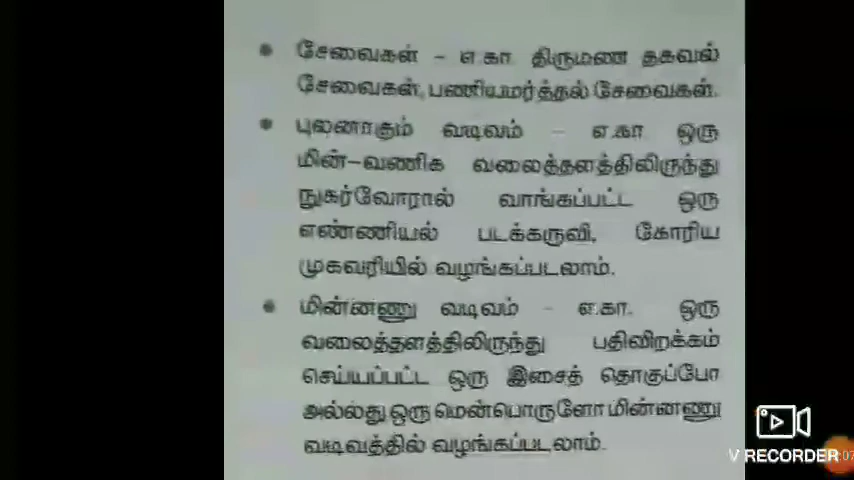 ● சேவைகள் - எ.கா திருமண தகவல்
சேவைகள், பணியமர்த்தல் சேவைகள்.
● புலனாகும் வடிவம் - எ.கா ஒரு
மின்-வணிக வலைத்தளத்திலிருந்து
நுகர்வோரால் வாங்கப்பட்ட ஒரு
எண்ணியல் படக்கருவி, கோரிய
முகவரியில் வழங்கப்படலாம்.
● மின்னணு வடிவம் - எ.கா. ஒரு
வலைத்தளத்திலிருந்து பதிவிறக்கம்
செய்யப்பட்ட ஒரு இசைத் தொகுப்போ
அல்லது ஒரு மென்பொருளோ மின்னணு
வடிவத்தில் வழங்கப்படலாம்.
V RECORDER
:07